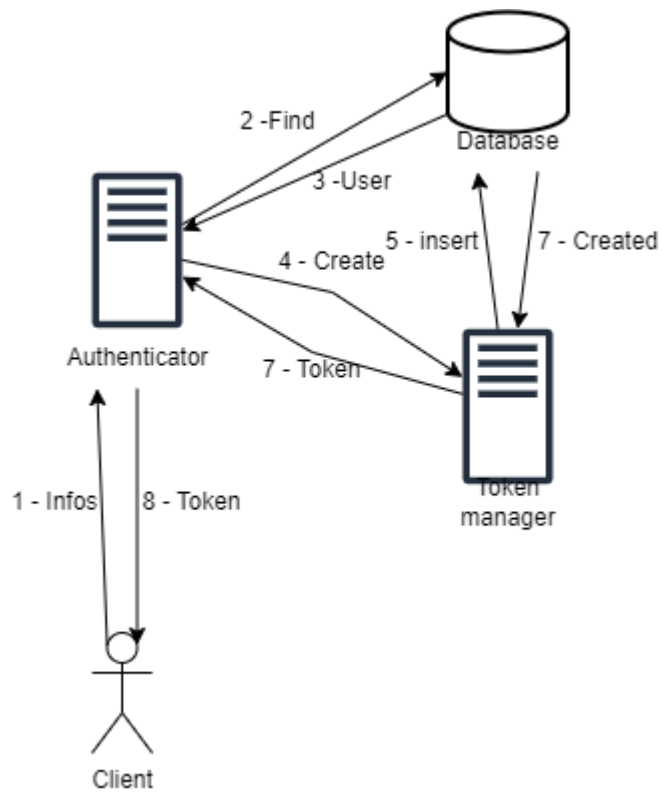 2 -Find
Database
3 -User
5 - insert
7 - Created
4 - Create
Authenticator
7 - Token
Token
manager
1 - Infos
8 - Token
Client